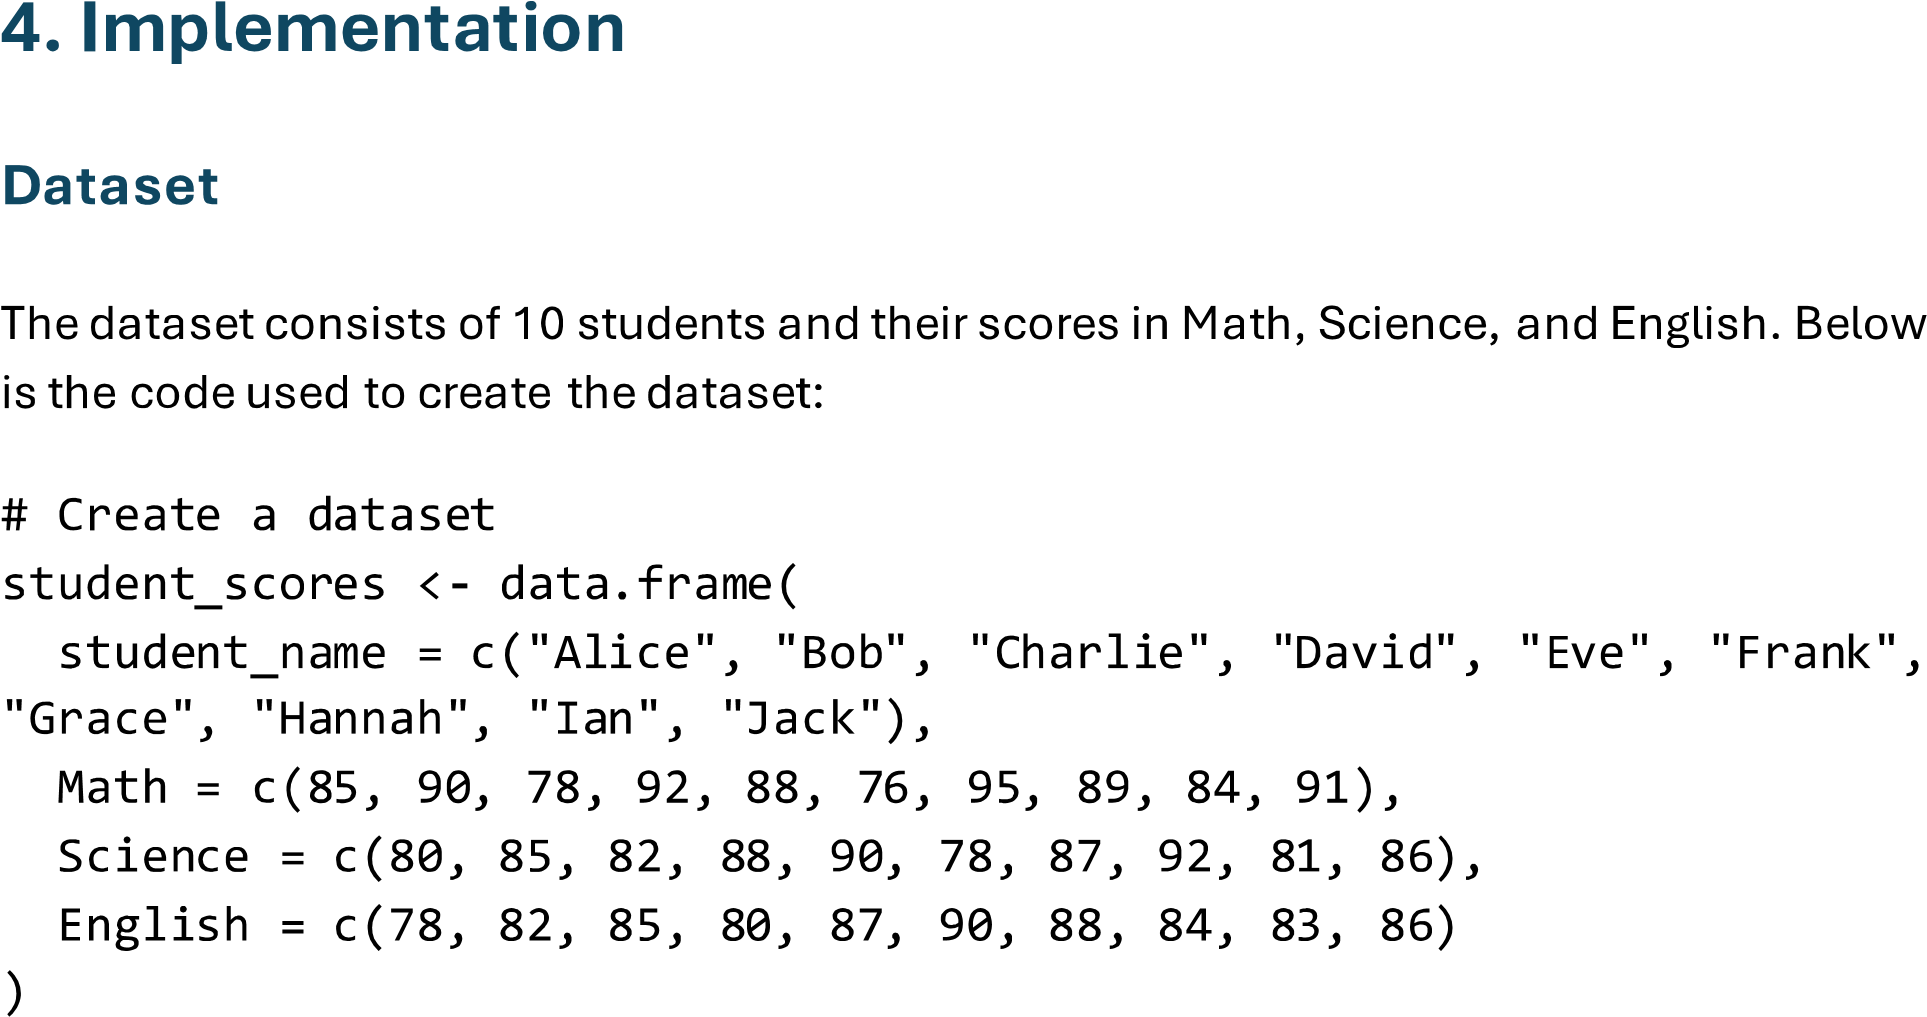 4. Implementation
Dataset
The dataset consists of 10 students and their scores in Math, Science, and English. Below
is the code used to create the dataset:
# Create a dataset
student_scores <- data.frame(
  student_name = c("Alice", "Bob", "Charlie", "David", "Eve", "Frank",
"Grace", "Hannah", "Ian", "Jack"),
  Math = c(85, 90, 78, 92, 88, 76, 95, 89, 84, 91),
  Science = c(80, 85, 82, 88, 90, 78, 87, 92, 81, 86),
  English = c(78, 82, 85, 80, 87, 90, 88, 84, 83, 86)
)